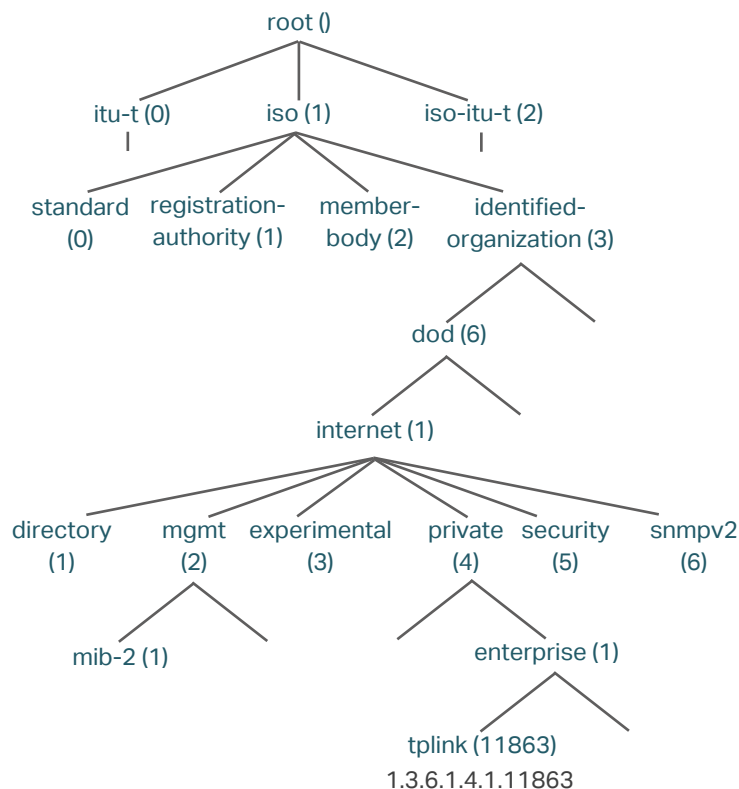 root ()
itu-t (0)
iso (1)
iso-itu-t (2)
standard
(0)
registration-
authority (1)
member-
body (2)
identified-
organization (3)
dod (6)
internet (1)
directory
(1)
mgmt
(2)
experimental
(3)
private
(4)
security
(5)
snmpv2
(6)
mib-2 (1)
enterprise (1)
tplink (11863)
1.3.6.1.4.1.11863